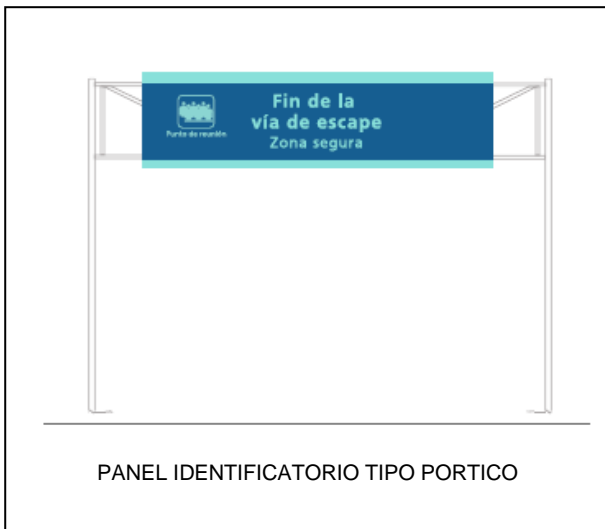 Fin de la
vía de escape
Zona segura
Punto de reunión
PANEL IDENTIFICATORIO TIPO PORTICO